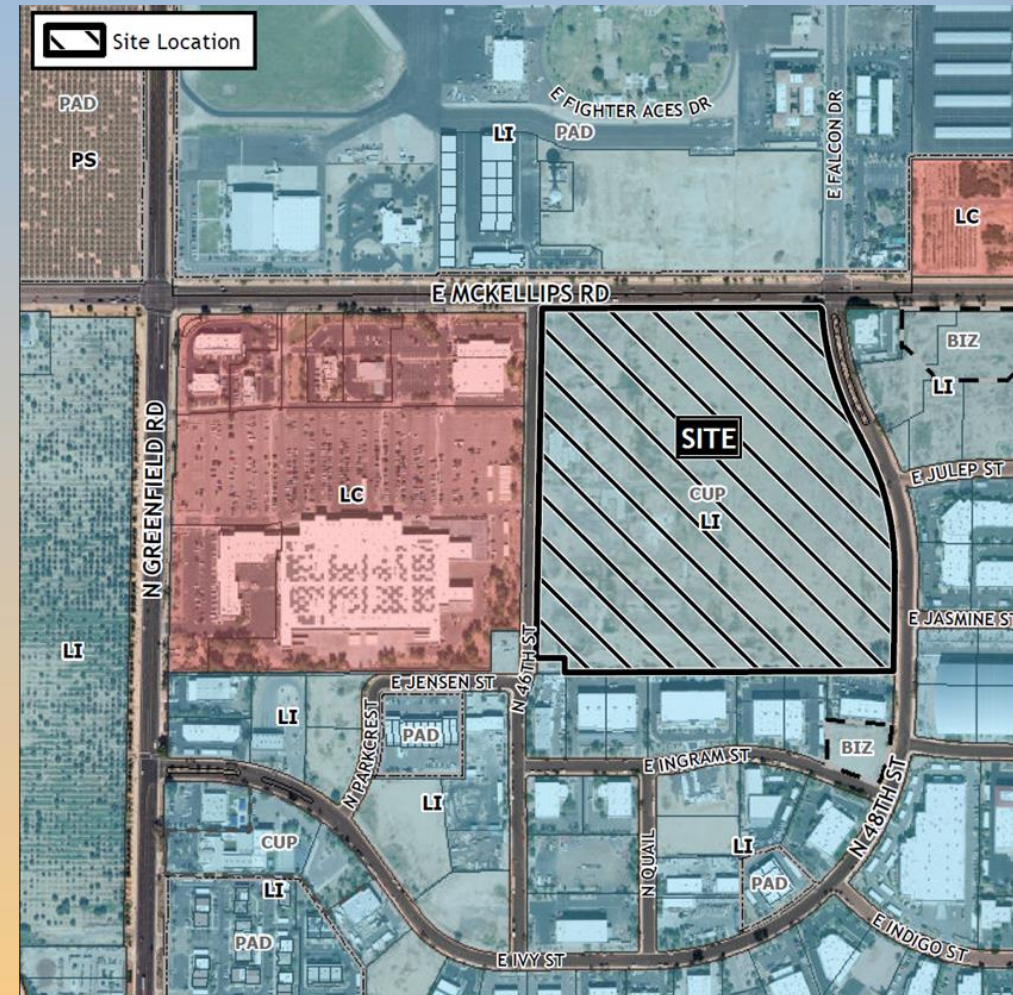 Site Location
PAD
PS
E FIGHTER ACES DR
LI
PAD
E FALCON DR
LC
E MCKELLIPS RD
BIZ
LI
SITE
N GREENFIELD RD
E JULEP ST
CUP
LC
LI
E JASMINE ST
LI
N 46TH ST
E JENSEN ST
LI
PAD
BIZ
N PARKCREST
E INGRAM ST
LI
N 48TH ST
CUP
N QUAIL
LI
LI
PAD
PAD
E INDIGO ST
E IVY ST